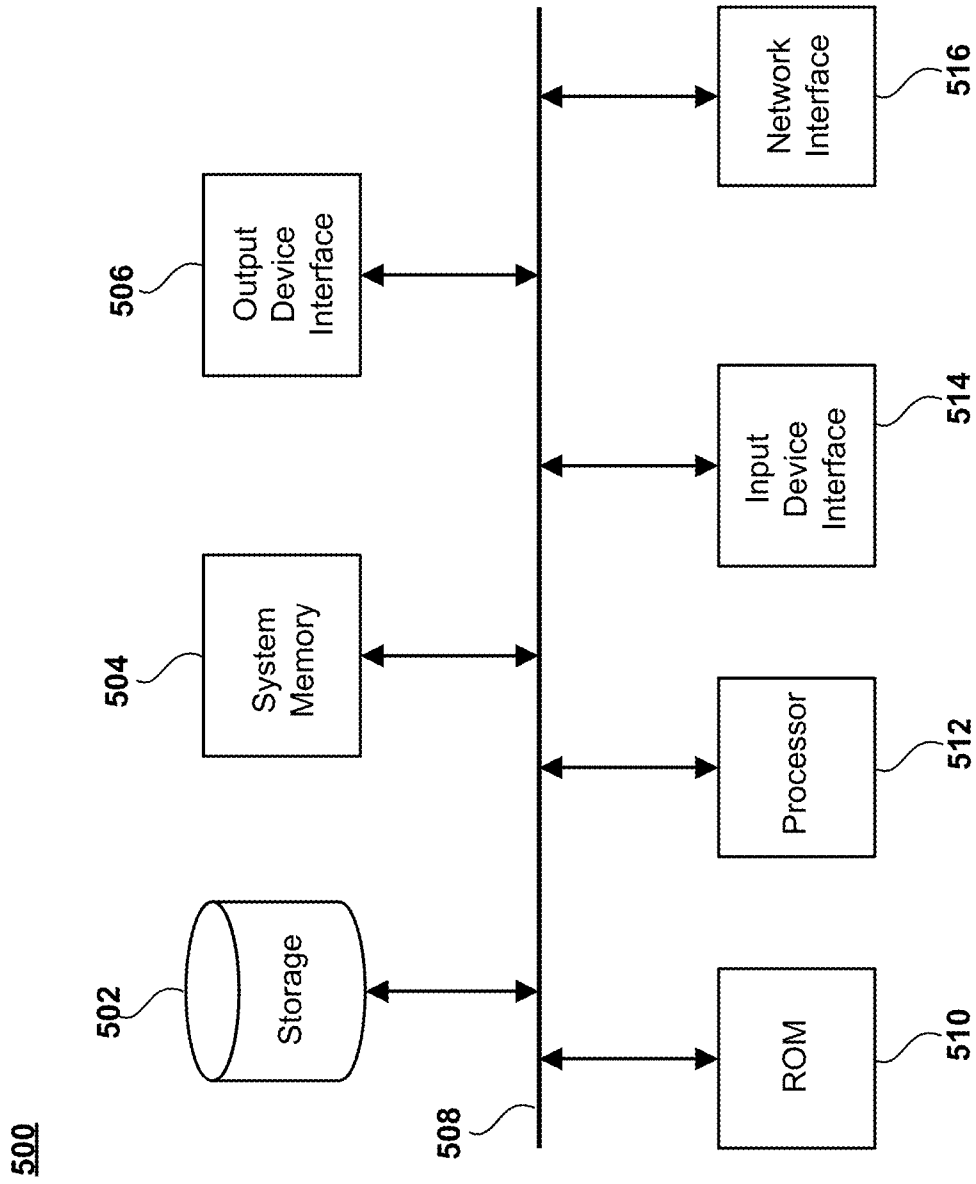 500
502
504
506
Storage
System
Memory
Output
Device
Interface
508
ROM
Processor
Input
Device
Interface
Network
Interface
510
512
514
516